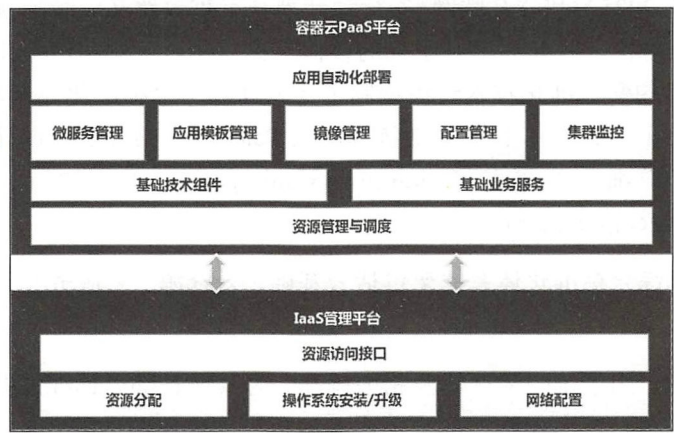 容器云PaaS平台
应用自动化部署
微服务管理 应用模板管理 镜像管理 配置管理 集群监控
基础技术组件 基础业务服务
资源管理与调度
IaaS管理平台
资源访问接口
资源分配 操作系统安装/升级 网络配置